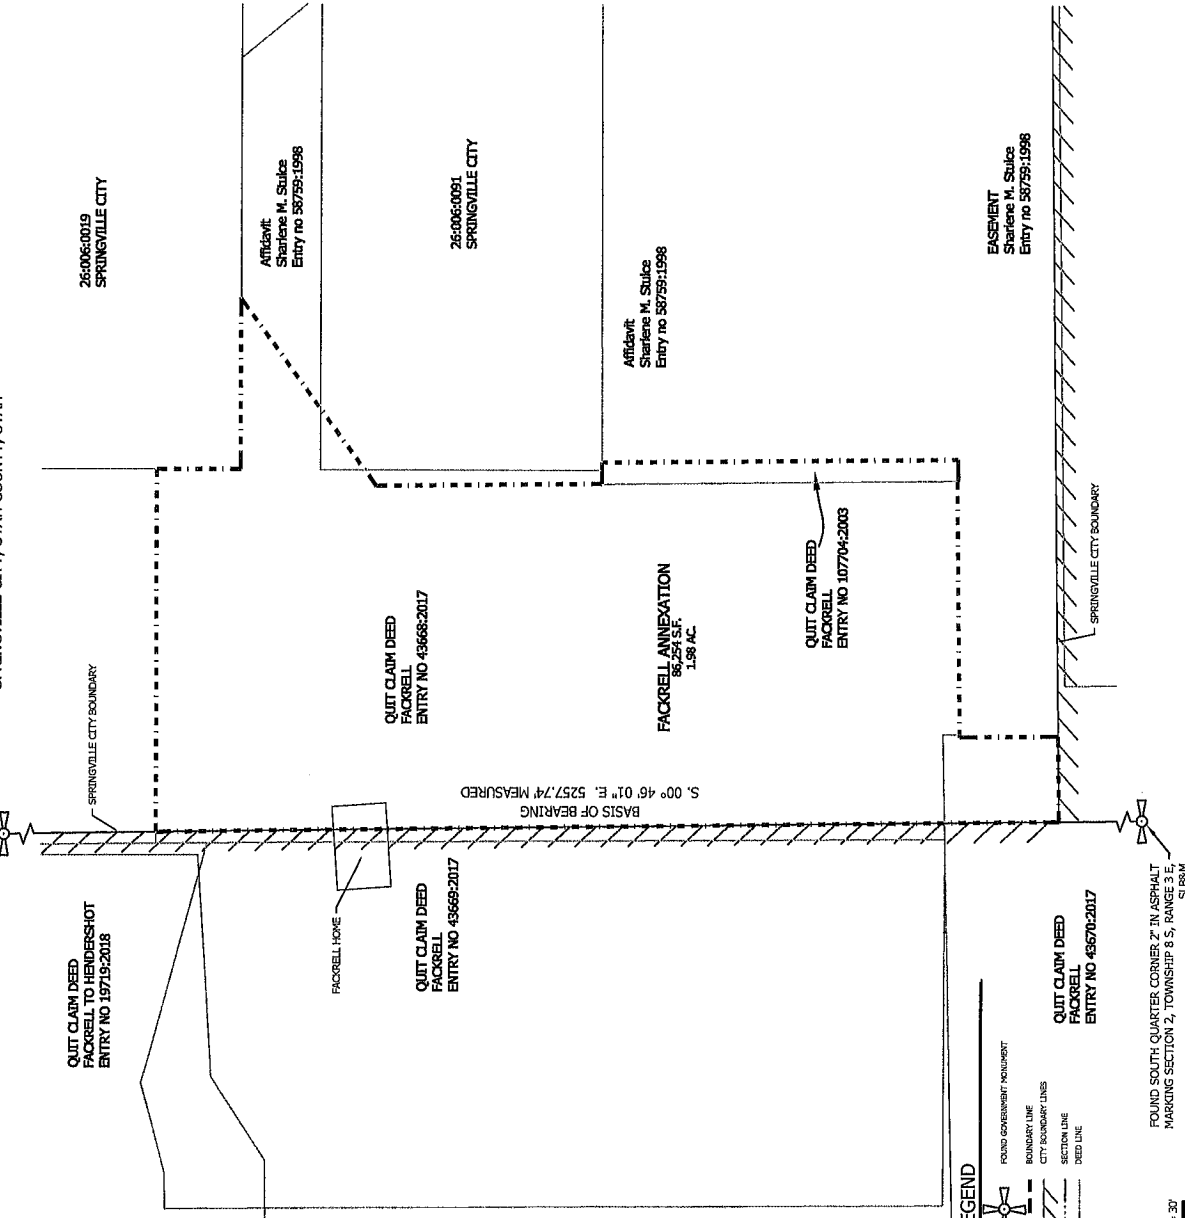 26:006:0019
SPRINGVILLE CITY
Affidavit
Sharlene M. Stuice
Entry no 58759:1998
26:006:0091
SPRINGVILLE CITY
Affidavit
Sharlene M. Stuice
Entry no 58759:1998
EASEMENT
Sharlene M. Stuice
Entry no 58759:1998
SPRINGVILLE CITY BOUNDARY
QUIT CLAIM DEED
FACKRELL
ENTRY NO 43668:2017
FACKRELL ANNEXATION
86,254 S.F.
1.98 AC.
QUIT CLAIM DEED
FACKRELL
ENTRY NO 107704:2003
SPRINGVILLE CITY BOUNDARY
BASIS OF BEARING
S. 00° 46' 01" E. 5257.74' MEASURED
QUIT CLAIM DEED
FACKRELL TO HENDERSHOT
ENTRY NO 19719:2018
FACKRELL HOME
QUIT CLAIM DEED
FACKRELL
ENTRY NO 43669:2017
QUIT CLAIM DEED
FACKRELL
ENTRY NO 43670:2017
FOUND SOUTH QUARTER CORNER 2" IN ASPHALT
MARKING SECTION 2, TOWNSHIP 8 S, RANGE 3 E,
SLB&M
EGEND
FOUND GOVERNMENT MONUMENT
BOUNDARY LINE
CITY BOUNDARY LINES
SECTION LINE
DEED LINE
30'